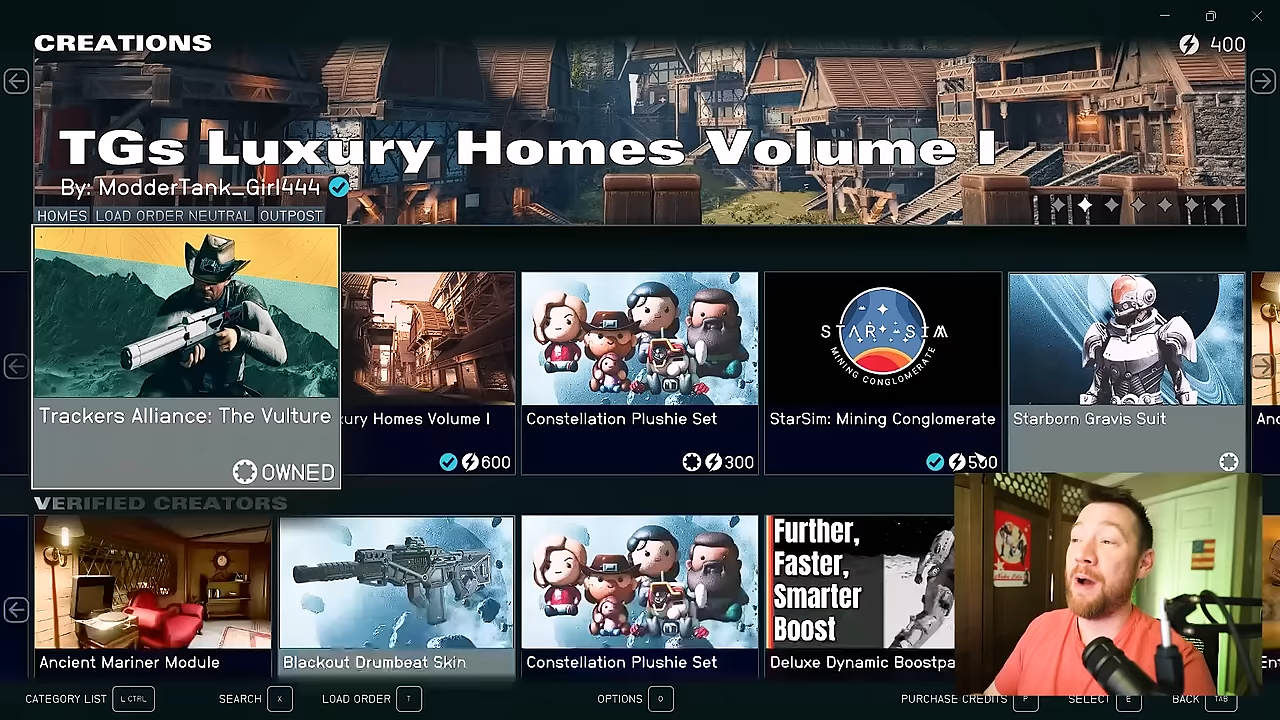 CREATIONS
400
TGs Luxury Homes Volume I
By: ModderTank_Girl444
HOMES LOAD ORDER NEUTRAL OUTPOST
Trackers Alliance: The Vulture
OWNED
xury Homes Volume I
600
Constellation Plushie Set
300
STAR SIM
MINING CONGLOMERATE
StarSim: Mining Conglomerate
500
Starborn Gravis Suit
VERIFIED CREATORS
Ancient Mariner Module
Blackout Drumbeat Skin
Constellation Plushie Set
Further,
Faster,
Smarter
Boost
Deluxe Dynamic Boostpa
CATEGORY LIST L CTRL
SEARCH X
LOAD ORDER T
OPTIONS O
PURCHASE CREDITS P
SELECT E
BACK TAB